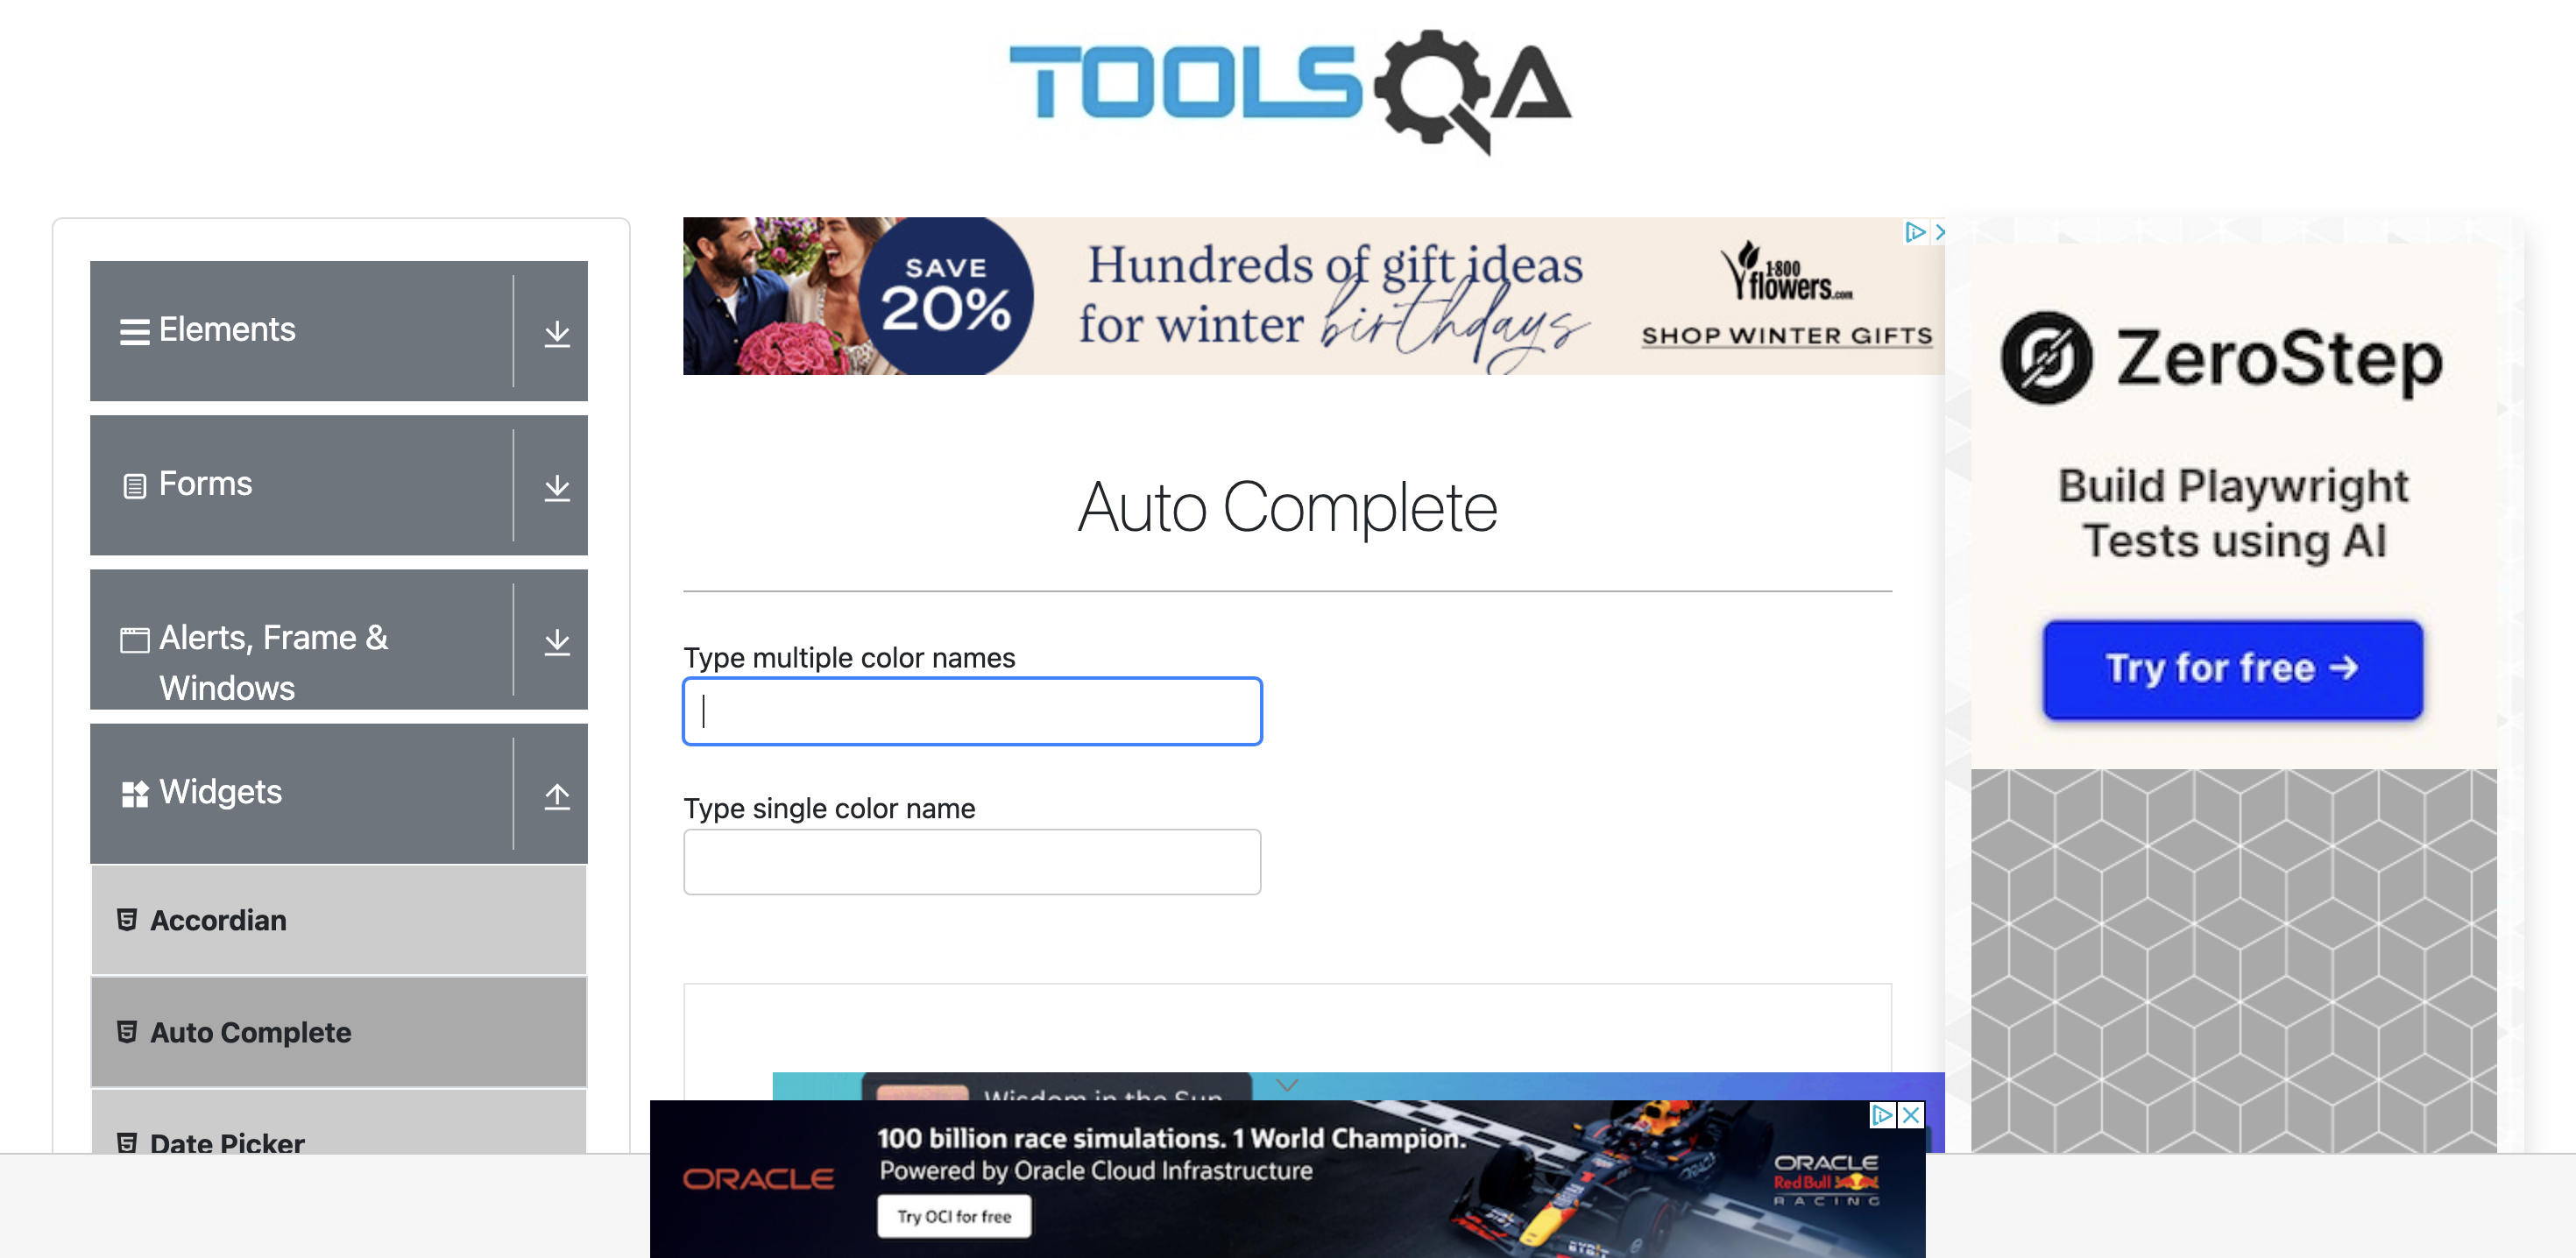 TOOLSQA
Elements
Forms
Alerts, Frame &
Windows
Widgets
Accordian
Auto Complete
Date Picker
SAVE
20%
Hundreds of gift ideas
for winter birthdays
1-800
flowers.com
SHOP WINTER GIFTS
Auto Complete
Type multiple color names
Type single color name
Wisdom in the Sun
100 billion race simulations. 1 World Champion.
Powered by Oracle Cloud Infrastructure
ORACLE
Try OCI for free
ORACLE
Red Bull
RACING
ZeroStep
Build Playwright
Tests using AI
Try for free →